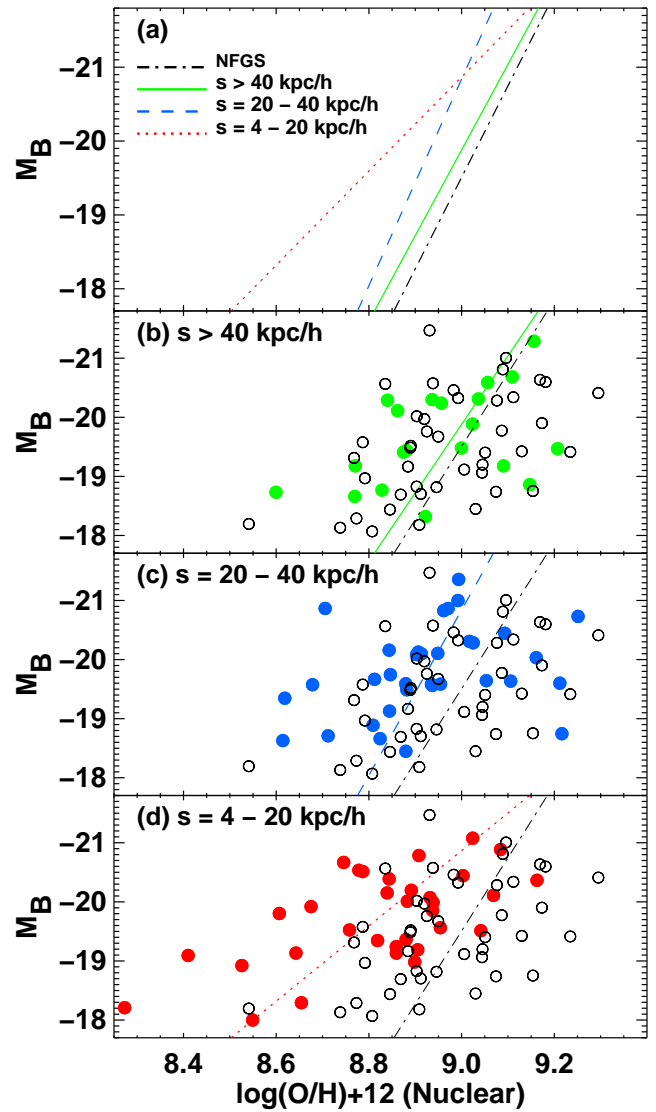 (a)
NFGS
s > 40 kpc/h
s = 20 – 40 kpc/h
s = 4 – 20 kpc/h
−21
−20
−19
−18
M_B
(b) s > 40 kpc/h
−21
−20
−19
−18
M_B
(c) s = 20 – 40 kpc/h
−21
−20
−19
−18
M_B
(d) s = 4 – 20 kpc/h
−21
−20
−19
−18
M_B
8.4 8.6 8.8 9.0 9.2
log(O/H)+12 (Nuclear)